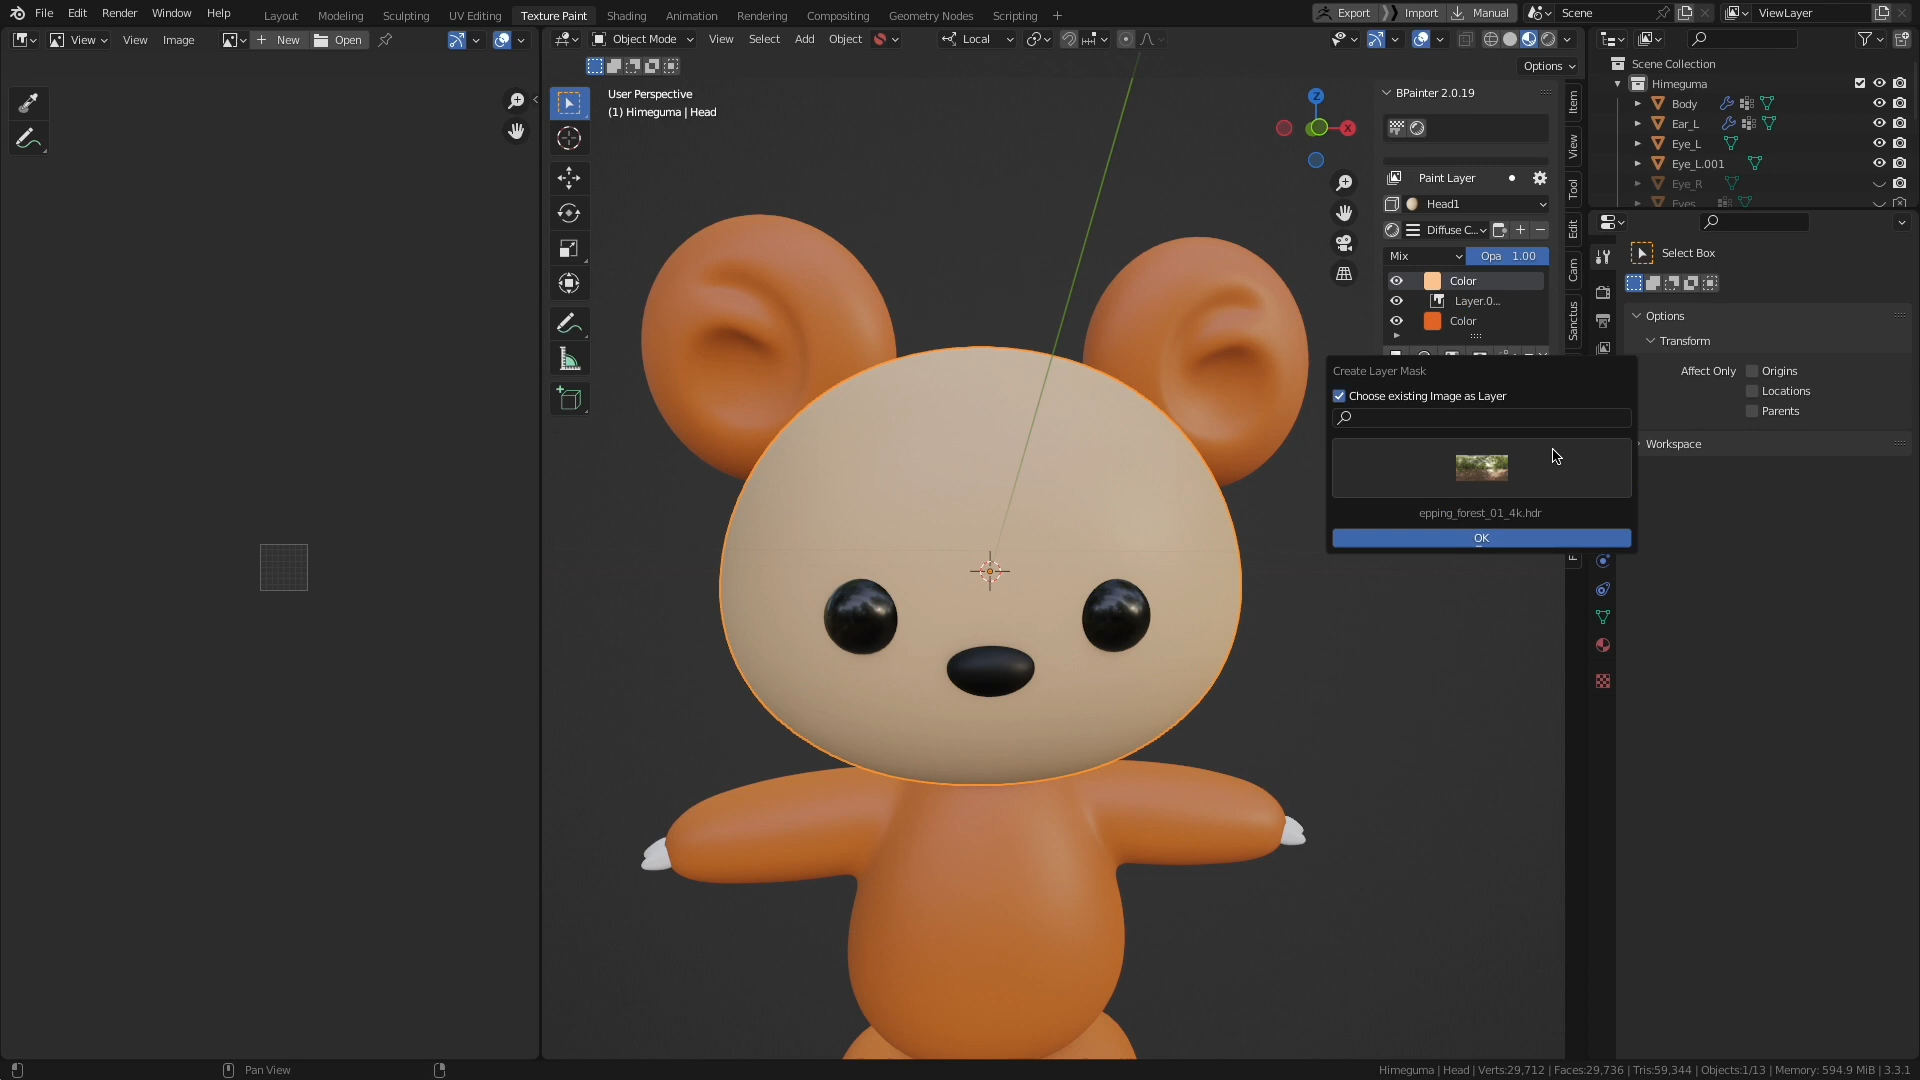 File Edit Render Window Help Layout Modeling Sculpting UV Editing Texture Paint Shading Animation Rendering Compositing Geometry Nodes Scripting Export Import Manual Scene ViewLayer
View View Image New Open Object Mode View Select Add Object Local
Options
User Perspective
(1) Himeguma | Head
BPainter 2.0.19
Paint Layer
Head1
Diffuse C...
Mix Opa 1.00
Color
Layer.0...
Color
Item
View
Tool
Edit
Cam
Sanctus
Create Layer Mask
Choose existing Image as Layer
epping_forest_01_4k.hdr
OK
Scene Collection
Himeguma
Body
Ear_L
Eye_L
Eye_L.001
Eye_R
Eyes
Select Box
Options
Transform
Affect Only Origins
Locations
Parents
Workspace
Pan View
Himeguma | Head | Verts:29,712 | Faces:29,736 | Tris:59,344 | Objects:1/13 | Memory: 594.9 MiB | 3.3.1